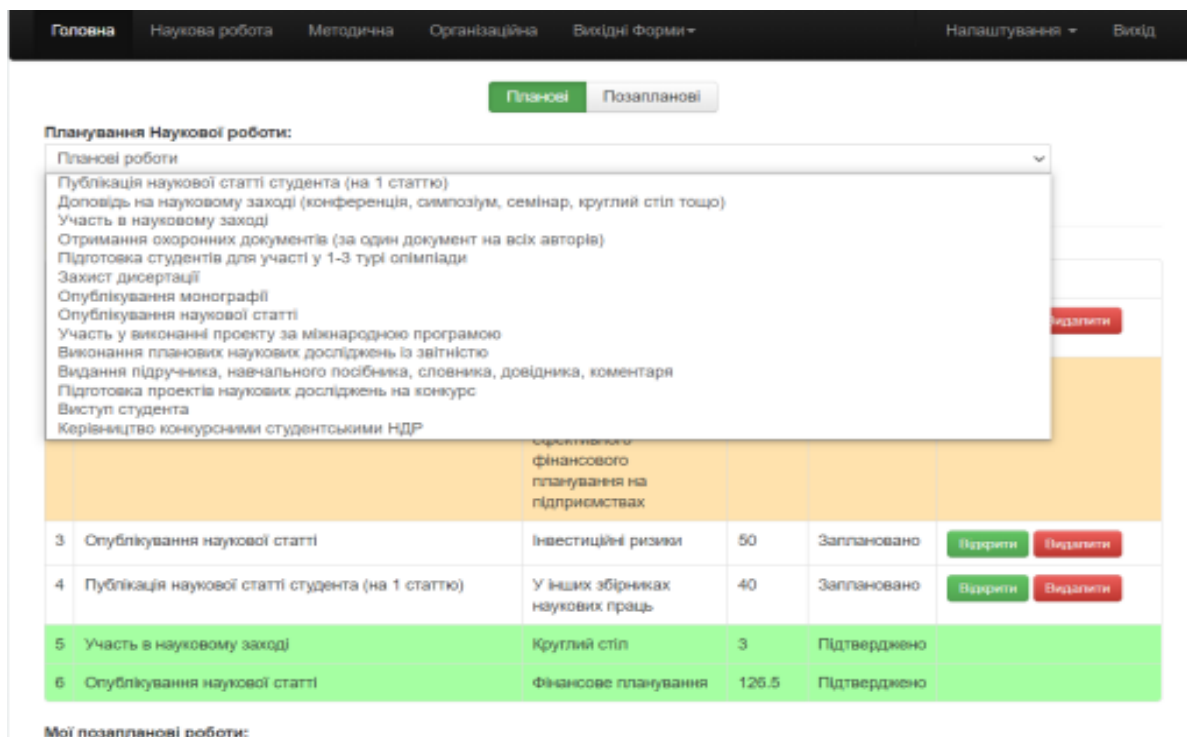 Головна Наукова робота Методична Організаційна Вихідні Форми Налаштування Вихід
Планові Позапланові
Планування Наукової роботи:
Планові роботи
Публікація наукової статті студента (на 1 статтю)
Доповідь на науковому заході (конференція, симпозіум, семінар, круглий стіл тощо)
Участь в науковому заході
Отримання охоронних документів (за один документ на всіх авторів)
Підготовка студентів для участі у 1-3 турі олімпіади
Захист дисертації
Опублікування монографії
Опублікування наукової статті
Участь у виконанні проекту за міжнародною програмою
Видалити
Виконання планових наукових досліджень із звітністю
Видання підручника, навчального посібника, словника, довідника, коментаря
Підготовка проектів наукових досліджень на конкурс
Виступ студента
Керівництво конкурсними студентськими НДР
фінансового
планування на
підприємствах
3 Опублікування наукової статті Інвестиційні ризики 50 Заплановано Відкрити Видалити
4 Публікація наукової статті студента (на 1 статтю) У інших збірниках 40 Заплановано Відкрити Видалити
наукових праць
5 Участь в науковому заході Круглий стіл 3 Підтверджено
6 Опублікування наукової статті Фінансове планування 126.5 Підтверджено
Мої позапланові роботи: